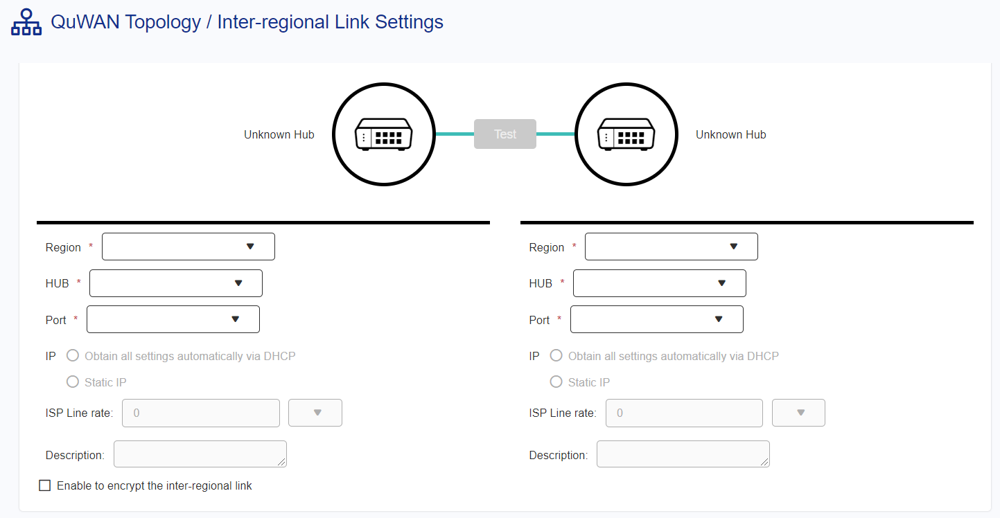 QuWAN Topology / Inter-regional Link Settings
Unknown Hub
Test
Unknown Hub
Region *
HUB *
Port *
IP Obtain all settings automatically via DHCP
Static IP
ISP Line rate: 0
Description:
Enable to encrypt the inter-regional link
Region *
HUB *
Port *
IP Obtain all settings automatically via DHCP
Static IP
ISP Line rate: 0
Description: